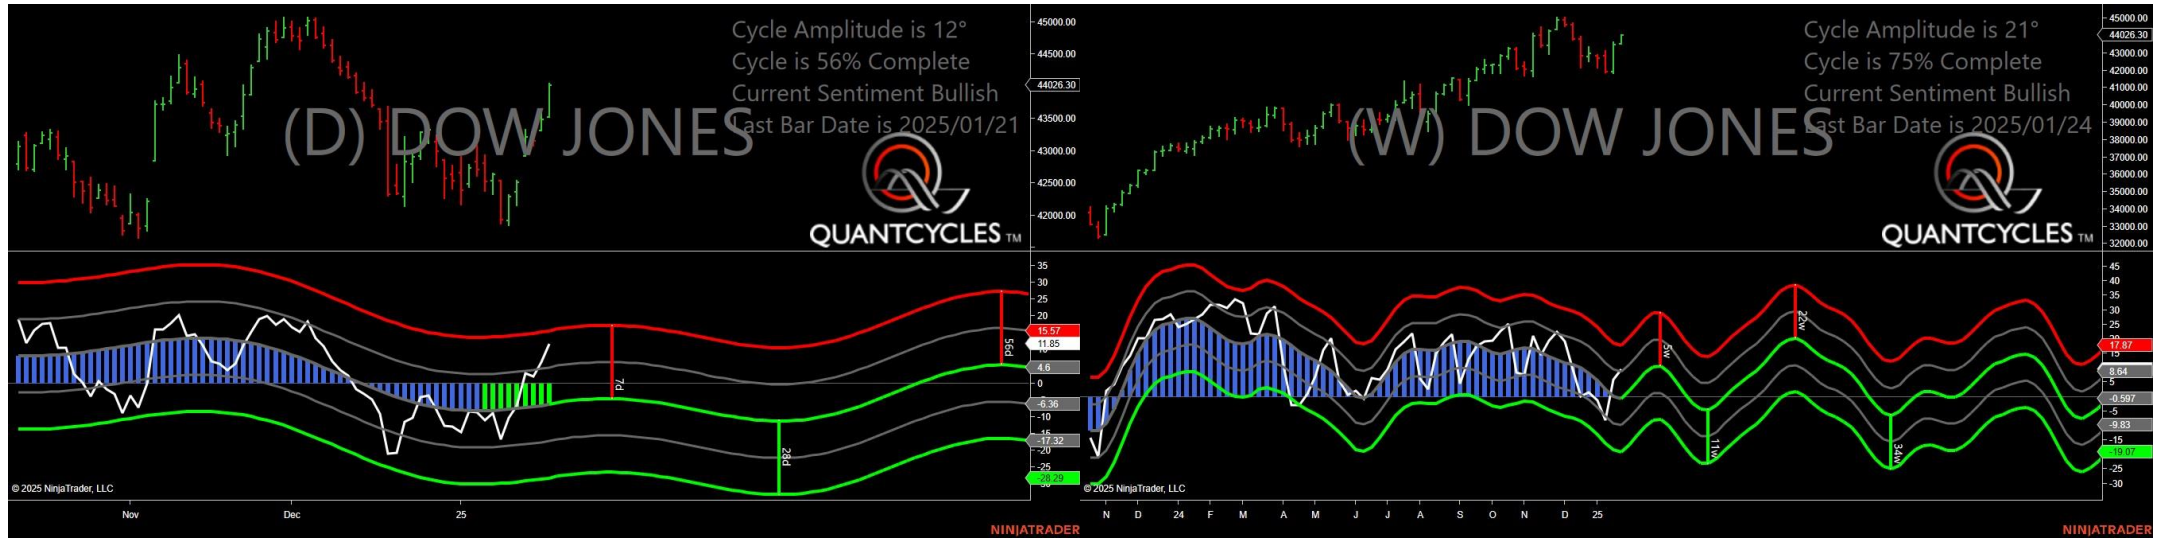 Cycle Amplitude is 12°
Cycle is 56% Complete
Current Sentiment Bullish
Last Bar Date is 2025/01/21
(D) DOW JONES
QUANTCYCLES TM
45000.00
44500.00
44026.30
43500.00
43000.00
42500.00
42000.00
35
30
25
20
15.57
11.85
4.6
0
-6.36
-10
-17.32
-20
-25
-28.29
7d
28d
56d
© 2025 NinjaTrader, LLC
Nov
Dec
25
NINJATRADER
Cycle Amplitude is 21°
Cycle is 75% Complete
Current Sentiment Bullish
Last Bar Date is 2025/01/24
(W) DOW JONES
QUANTCYCLES TM
45000.00
44026.30
43000.00
42000.00
41000.00
40000.00
39000.00
37000.00
36000.00
35000.00
34000.00
33000.00
32000.00
45
35
30
25
17.87
15
8.64
5
-0.597
-5
-9.83
-15
-19.07
-25
-30
5w
11w
22w
34w
© 2025 NinjaTrader, LLC
N D 24 F M A M J J A S O N D 25
NINJATRADER